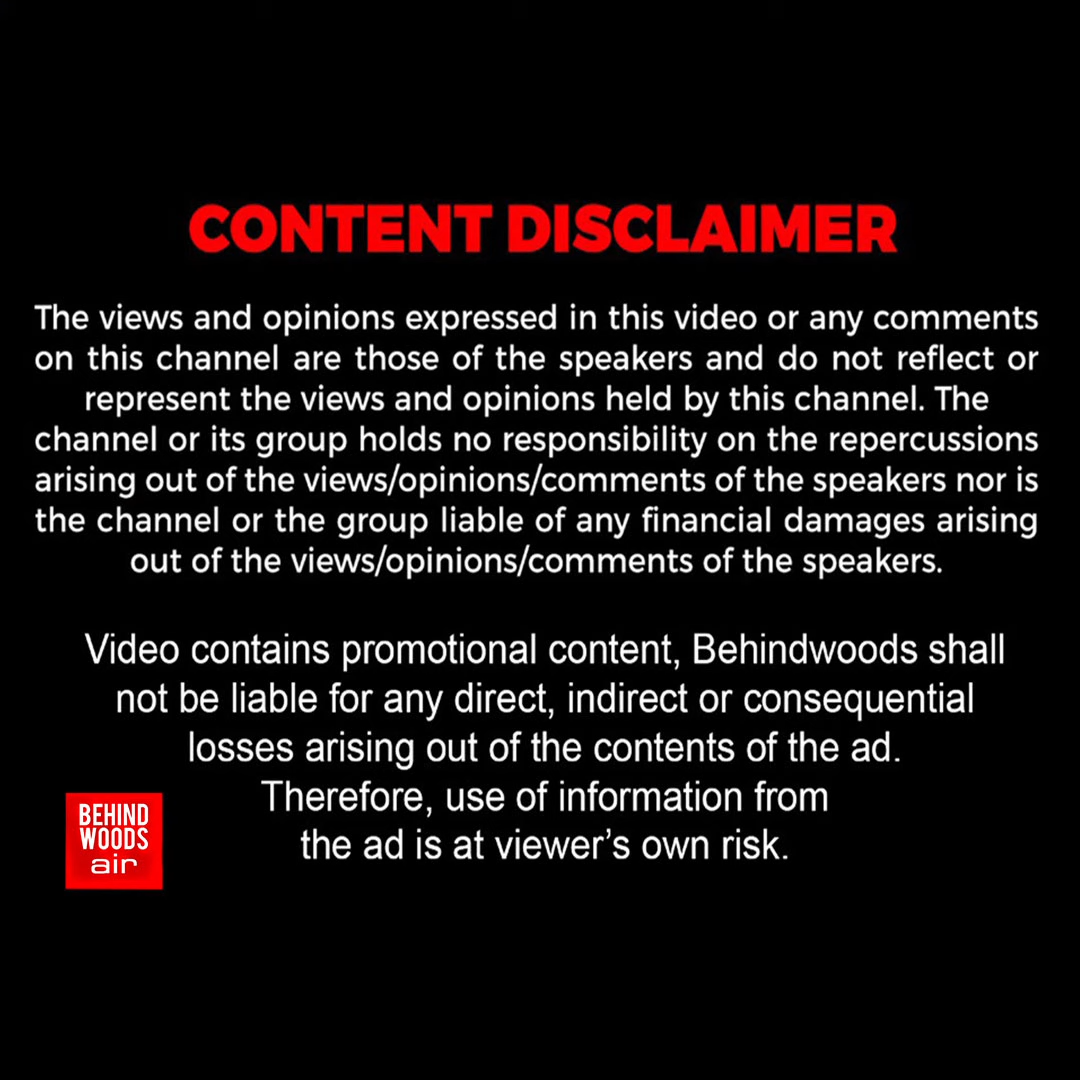 CONTENT DISCLAIMER
The views and opinions expressed in this video or any comments
on this channel are those of the speakers and do not reflect or
represent the views and opinions held by this channel. The
channel or its group holds no responsibility on the repercussions
arising out of the views/opinions/comments of the speakers nor is
the channel or the group liable of any financial damages arising
out of the views/opinions/comments of the speakers.
Video contains promotional content, Behindwoods shall
not be liable for any direct, indirect or consequential
losses arising out of the contents of the ad.
Therefore, use of information from
the ad is at viewer's own risk.
BEHIND
WOODS
air